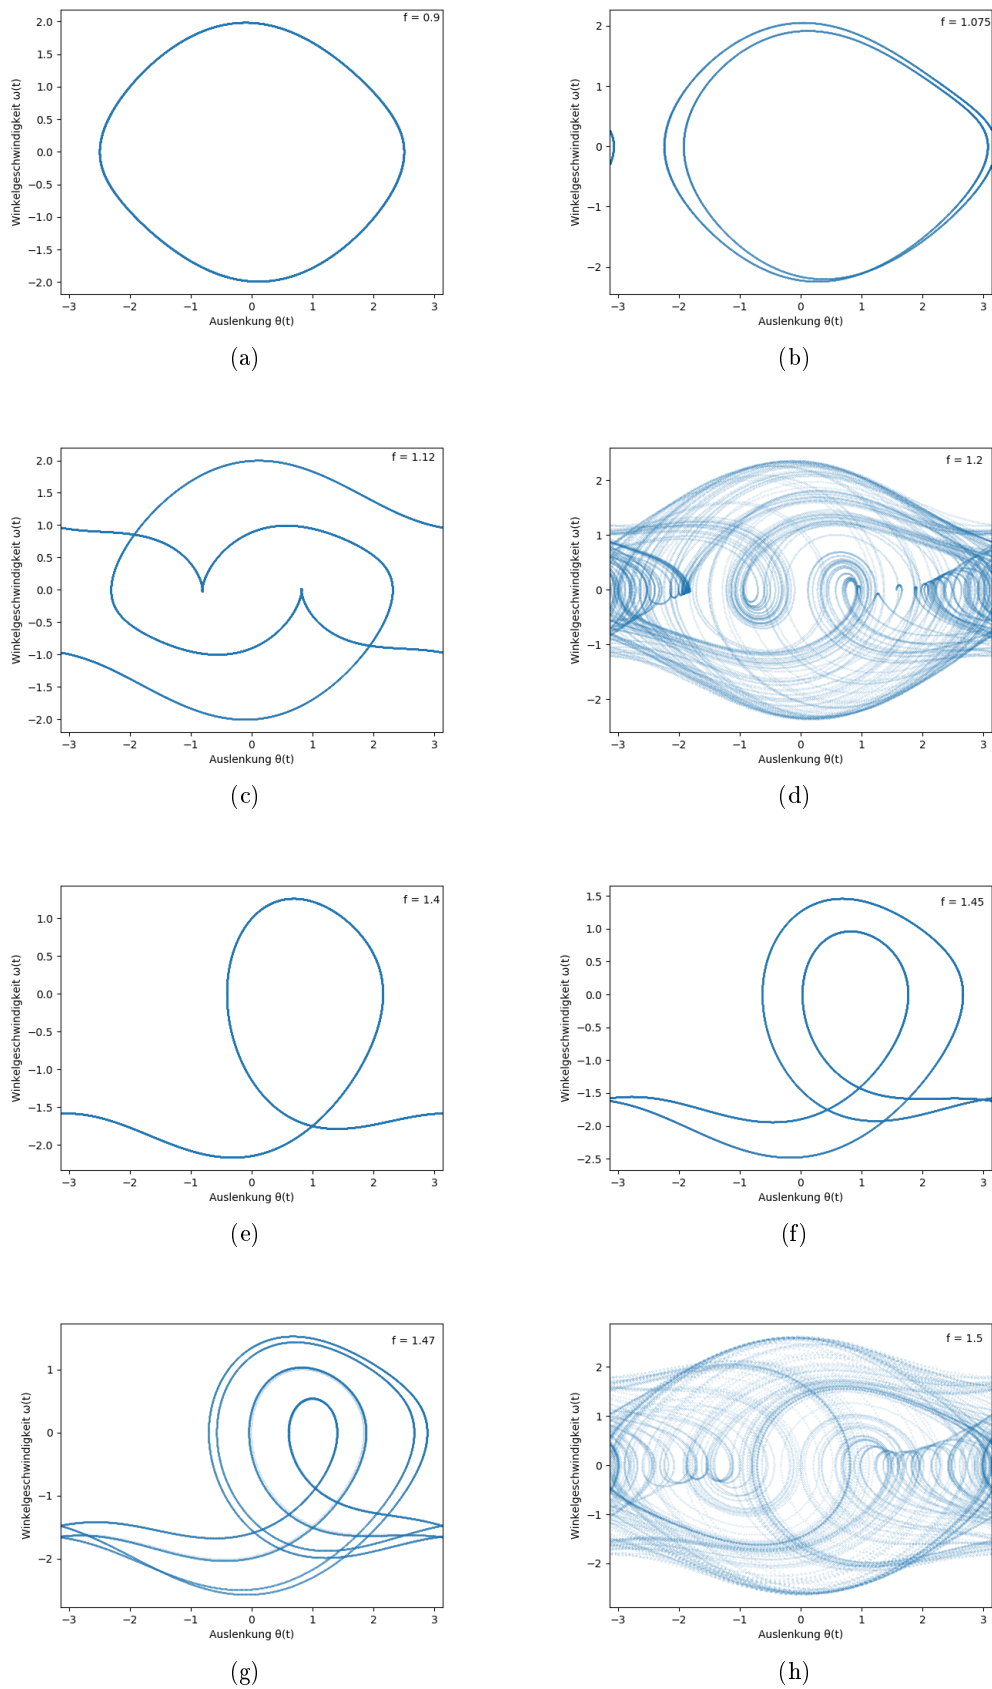 f = 0.9
2.0
1.5
1.0
0.5
0.0
−0.5
−1.0
−1.5
−2.0
Winkelgeschwindigkeit ω(t)
−3 −2 −1 0 1 2 3
Auslenkung θ(t)
(a)
f = 1.075
2
1
0
−1
−2
Winkelgeschwindigkeit ω(t)
−3 −2 −1 0 1 2 3
Auslenkung θ(t)
(b)
f = 1.12
2.0
1.5
1.0
0.5
0.0
−0.5
−1.0
−1.5
−2.0
Winkelgeschwindigkeit ω(t)
−3 −2 −1 0 1 2 3
Auslenkung θ(t)
(c)
f = 1.2
2
1
0
−1
−2
Winkelgeschwindigkeit ω(t)
−3 −2 −1 0 1 2 3
Auslenkung θ(t)
(d)
f = 1.4
1.0
0.5
0.0
−0.5
−1.0
−1.5
−2.0
Winkelgeschwindigkeit ω(t)
−3 −2 −1 0 1 2 3
Auslenkung θ(t)
(e)
f = 1.45
1.5
1.0
0.5
0.0
−0.5
−1.0
−1.5
−2.0
−2.5
Winkelgeschwindigkeit ω(t)
−3 −2 −1 0 1 2 3
Auslenkung θ(t)
(f)
f = 1.47
1
0
−1
−2
Winkelgeschwindigkeit ω(t)
−3 −2 −1 0 1 2 3
Auslenkung θ(t)
(g)
f = 1.5
2
1
0
−1
−2
Winkelgeschwindigkeit ω(t)
−3 −2 −1 0 1 2 3
Auslenkung θ(t)
(h)